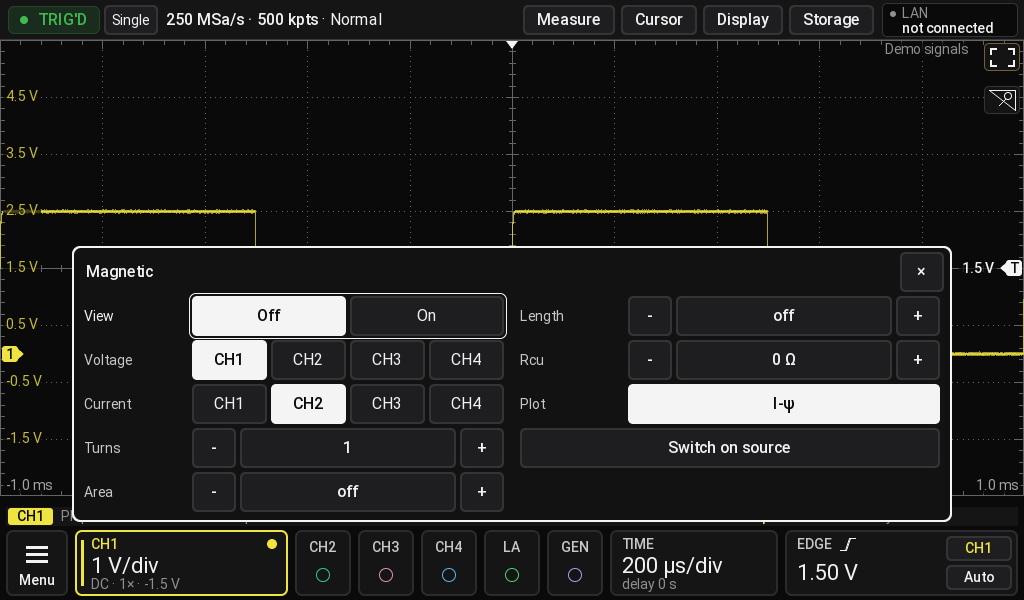 TRIG'D Single 250 MSa/s · 500 kpts · Normal Measure Cursor Display Storage LAN
not connected
Demo signals
4.5 V
3.5 V
2.5 V
1.5 V 1.5 V T
0.5 V
1
-0.5 V
-1.5 V
-1.0 ms 1.0 ms
Magnetic ×
View Off On Length - off +
Voltage CH1 CH2 CH3 CH4 Rcu - 0 Ω +
Current CH1 CH2 CH3 CH4 Plot I-ψ
Turns - 1 + Switch on source
Area - off +
CH1
Menu
CH1
1 V/div
DC · 1× · -1.5 V
CH2 CH3 CH4 LA GEN
TIME
200 µs/div
delay 0 s
EDGE CH1
1.50 V Auto